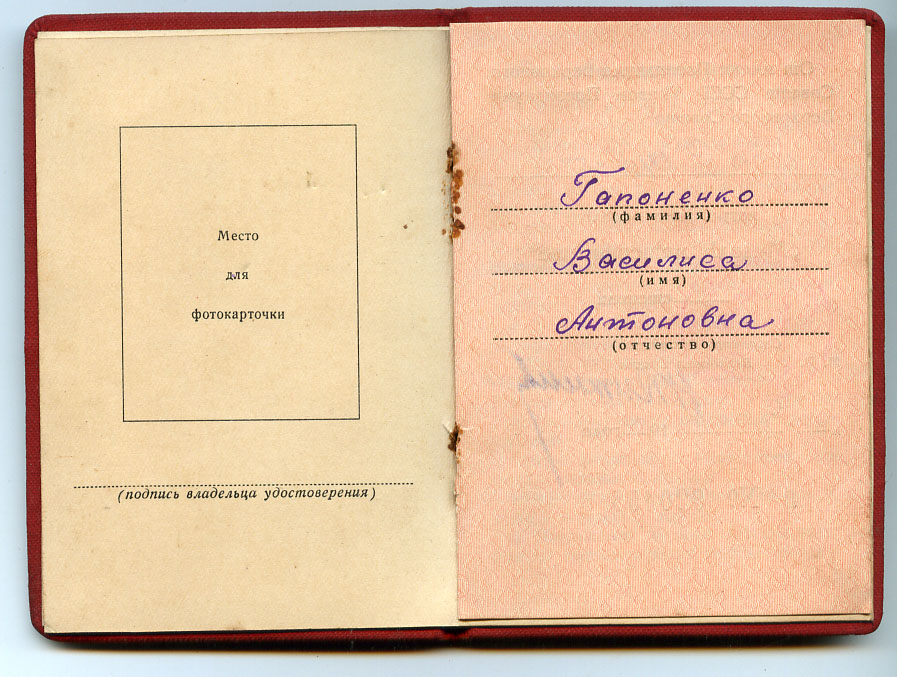 Место
для
фотокарточки
(подпись владельца удостоверения)
Гапоненко
(фамилия)
Василиса
(имя)
Антоновна
(отчество)